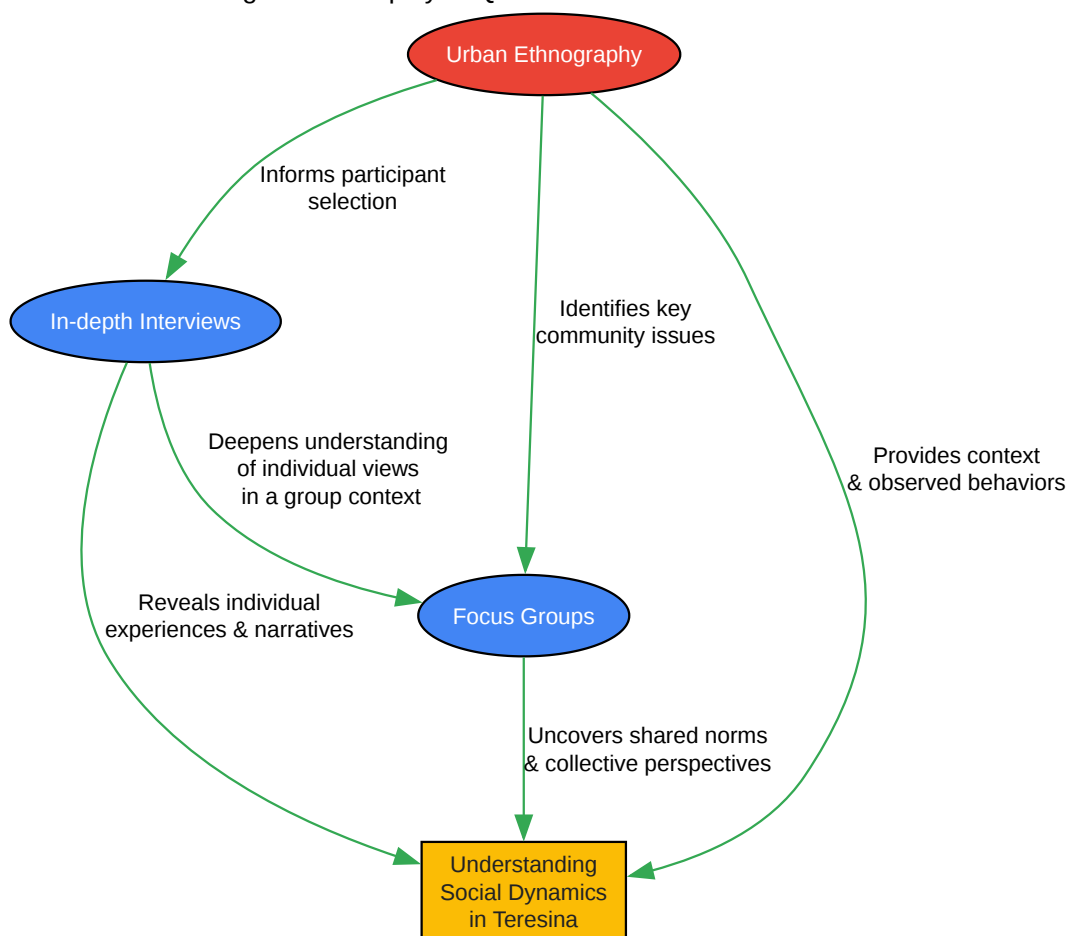 Urban Ethnography
Informs participant
selection
In-depth Interviews
Identifies key
community issues
Deepens understanding
of individual views
in a group context
Provides context
& observed behaviors
Reveals individual
experiences & narratives
Focus Groups
Uncovers shared norms
& collective perspectives
Understanding
Social Dynamics
in Teresina